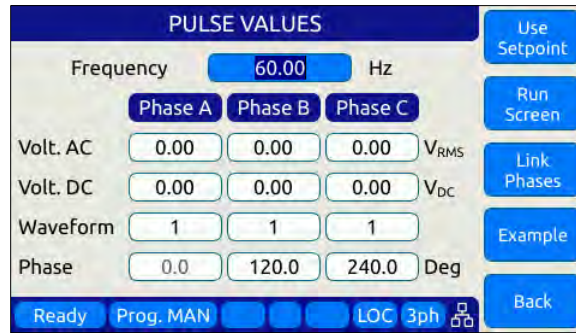 PULSE VALUES
Frequency 60.00 Hz
Phase A Phase B Phase C
Volt. AC 0.00 0.00 0.00 VRMS
Volt. DC 0.00 0.00 0.00 VDC
Waveform 1 1 1
Phase 0.0 120.0 240.0 Deg
Ready Prog. MAN LOC 3ph
Use
Setpoint
Run
Screen
Link
Phases
Example
Back